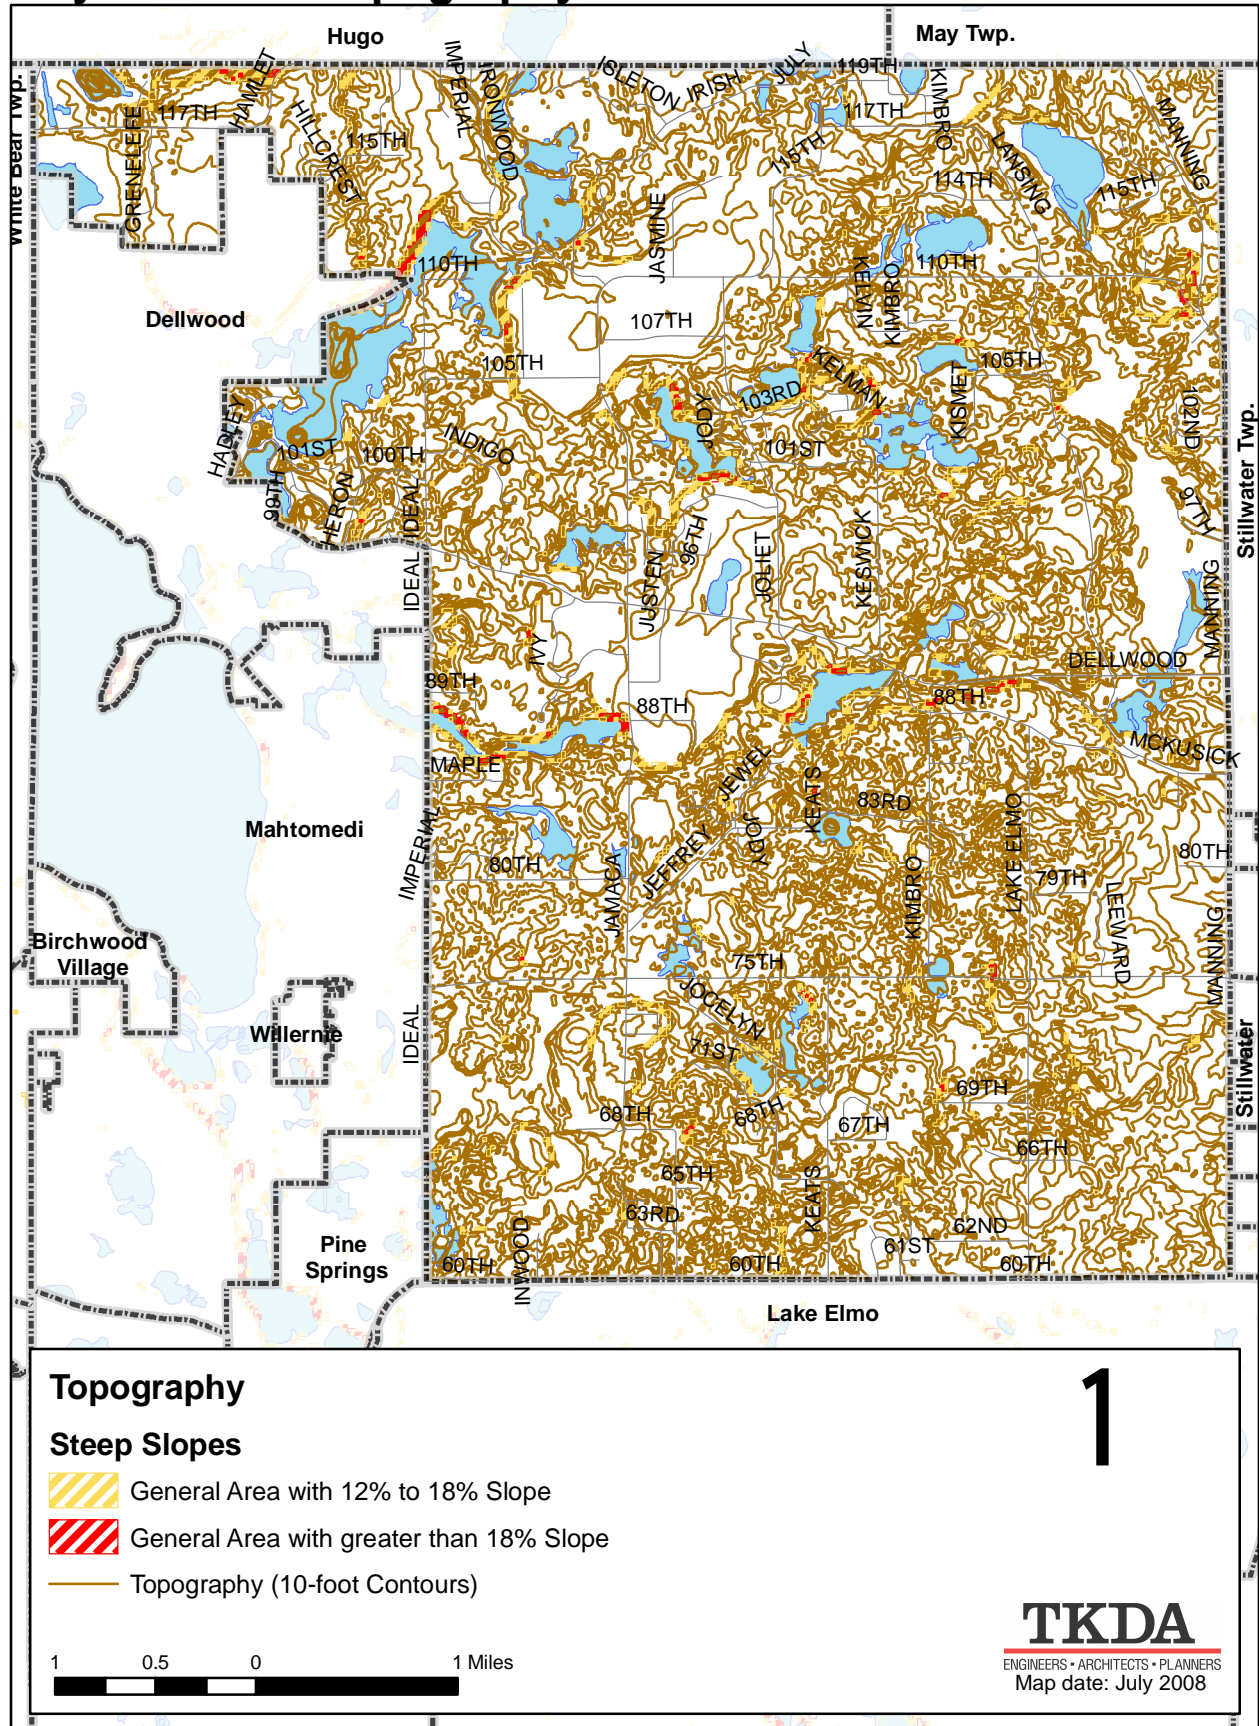 Hugo
May Twp.
White Bear Twp.
IMPERIAL
IRONWOOD
ISLETON
IRISH
JULY
119TH
117TH
KIMBRO
MANNING
HAMLET
117TH
GRENELEFE
HILLCREST
115TH
115TH
LANSING
114TH
115TH
JASMINE
110TH
KELVIN
KIMBRO
110TH
Dellwood
107TH
105TH
KELMAN
105TH
103RD
KISMET
102ND
HADLEY
JODY
101ST
100TH
INDIGO
101ST
Stillwater Twp.
99TH
HERON
IDEAL
97TH
96TH
IDEAL
JUSTEN
JOLIET
KESWICK
MANNING
IVY
DELLWOOD
89TH
88TH
88TH
MCKUSICK
MAPLE
JEWEL
KEATS
83RD
Mahtomedi
IMPERIAL
JODY
LAKE ELMO
80TH
80TH
JAMACA
JEFFREY
KIMBRO
79TH
LEEWARD
MANNING
Birchwood
Village
75TH
JOCELYN
Willernie
IDEAL
71ST
Stillwater
69TH
68TH
68TH
67TH
66TH
65TH
KEATS
63RD
62ND
61ST
Pine
Springs
INWOOD
60TH
60TH
60TH
Lake Elmo
Topography
1
Steep Slopes
General Area with 12% to 18% Slope
General Area with greater than 18% Slope
Topography (10-foot Contours)
1 0.5 0 1 Miles
TKDA
ENGINEERS • ARCHITECTS • PLANNERS
Map date: July 2008